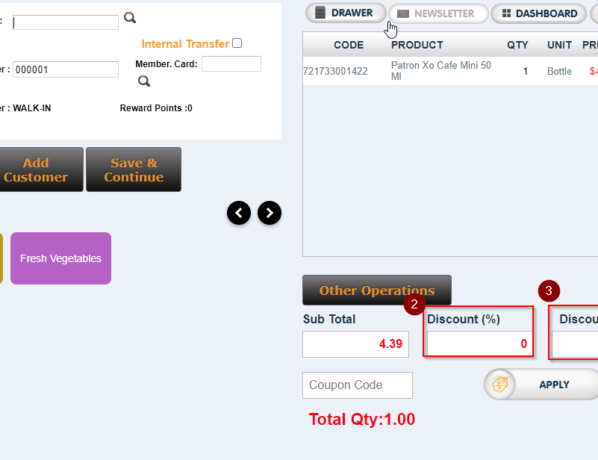 :
Internal Transfer
er : 000001
Member. Card:
er : WALK-IN
Reward Points :0
Add Customer
Save & Continue
Fresh Vegetables
DRAWER
NEWSLETTER
DASHBOARD
CODE PRODUCT QTY UNIT PRI
721733001422 Patron Xo Cafe Mini 50 1 Bottle $4
Ml
Other Operations
2
3
Sub Total
Discount (%)
Discou
4.39
0
Coupon Code
APPLY
Total Qty:1.00